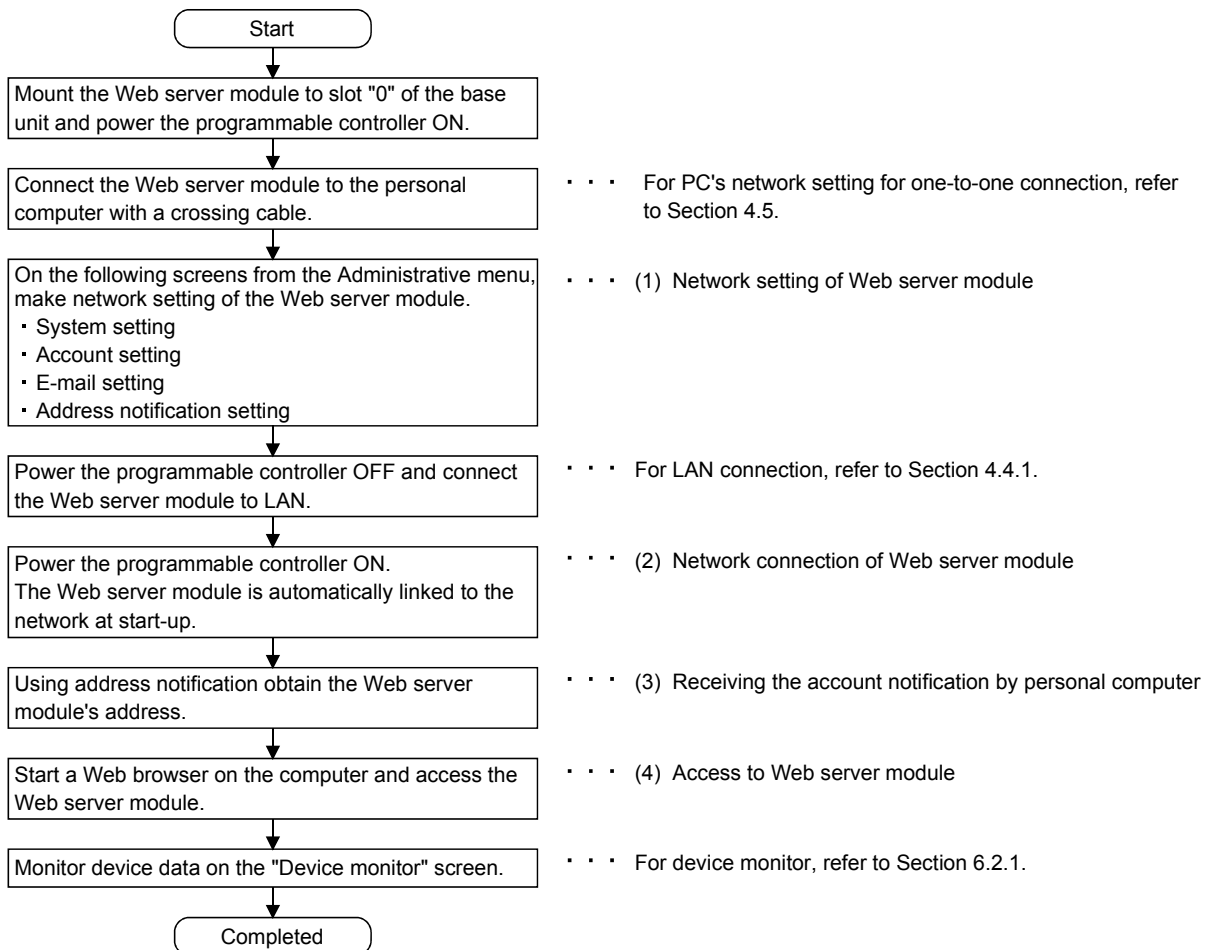 Start
Mount the Web server module to slot "0" of the base
unit and power the programmable controller ON.
Connect the Web server module to the personal
computer with a crossing cable.
・・・ For PC's network setting for one-to-one connection, refer
to Section 4.5.
On the following screens from the Administrative menu,
make network setting of the Web server module.
・System setting
・Account setting
・E-mail setting
・Address notification setting
・・・ (1) Network setting of Web server module
Power the programmable controller OFF and connect
the Web server module to LAN.
・・・ For LAN connection, refer to Section 4.4.1.
Power the programmable controller ON.
The Web server module is automatically linked to the
network at start-up.
・・・ (2) Network connection of Web server module
Using address notification obtain the Web server
module's address.
・・・ (3) Receiving the account notification by personal computer
Start a Web browser on the computer and access the
Web server module.
・・・ (4) Access to Web server module
Monitor device data on the "Device monitor" screen.
・・・ For device monitor, refer to Section 6.2.1.
Completed